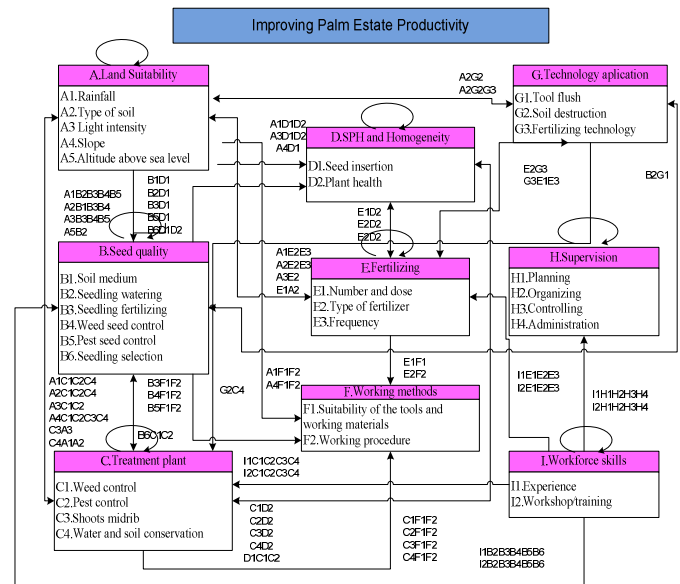 Improving Palm Estate Productivity
A.Land Suitability
A1.Rainfall
A2.Type of soil
A3 Light intensity
A4.Slope
A5.Altitude above sea level
G.Technology aplication
G1.Tool flush
G2.Soil destruction
G3.Fertilizing technology
A2G2
A2G2G3
A1D1D2
A3D1D2
A4D1
D.SPH and Homogeneity
D1.Seed insertion
D2.Plant health
E2G3
G3E1E3
B2G1
A1B2B3B4B5
A2B1B3B4
A3B3B4B5
A5B2
B1D1
B2D1
B3D1
B5D1
B6D1D2
E1D2
E2D2
E2D2
B.Seed quality
B1.Soil medium
B2.Seedling watering
B3.Seedling fertilizing
B4.Weed seed control
B5.Pest seed control
B6.Seedling selection
A1E2E3
A2E2E3
A3E2
E1A2
E.Fertilizing
E1.Number and dose
E2.Type of fertilizer
E3.Frequency
H.Supervision
H1.Planning
H2.Organizing
H3.Controlling
H4.Administration
A1C1C2C4
A2C1C2C4
A3C1C2
A4C1C2C3C4
C3A3
C4A1A2
B3F1F2
B4F1F2
B5F1F2
B6C1C2
G2C4
A1F1F2
A4F1F2
E1F1
E2F2
F.Working methods
F1.Suitability of the tools and
working materials
F2.Working procedure
I1E1E2E3
I2E1E2E3
I1H1H2H3H4
I2H1H2H3H4
C.Treatment plant
C1.Weed control
C2.Pest control
C3.Shoots midrib
C4.Water and soil conservation
I1C1C2C3C4
I2C1C2C3C4
I.Workforce skills
I1.Experience
I2.Workshop/training
C1D2
C2D2
C3D2
C4D2
D1C1C2
C1F1F2
C2F1F2
C3F1F2
C4F1F2
I1B2B3B4B5B6
I2B2B3B4B5B6